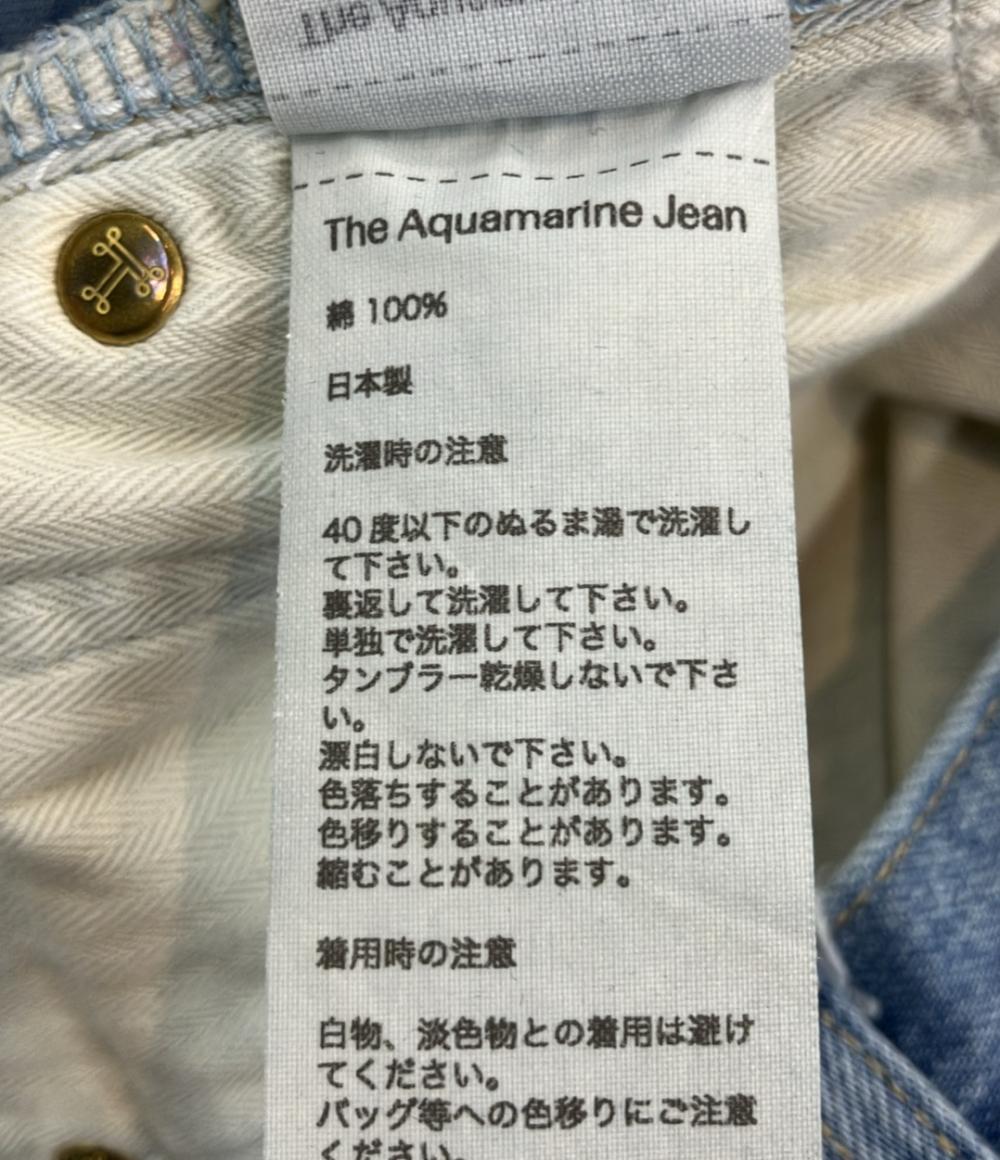 The Aquamarine Jean
綿 100%
日本製
洗濯時の注意
40 度以下のぬるま湯で洗濯し
て下さい。
裏返して洗濯して下さい。
単独で洗濯して下さい。
タンブラー乾燥しないで下さ
い。
漂白しないで下さい。
色落ちすることがあります。
色移りすることがあります。
縮むことがあります。
着用時の注意
白物、淡色物との着用は避け
てください。
バッグ等への色移りにご注意
ください。